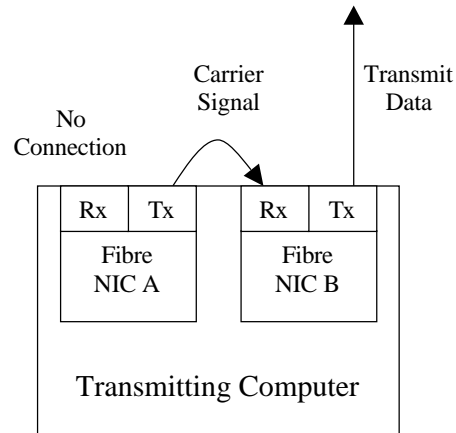 Carrier
Signal
Transmit
Data
No
Connection
Rx
Tx
Rx
Tx
Fibre
NIC A
Fibre
NIC B
Transmitting Computer